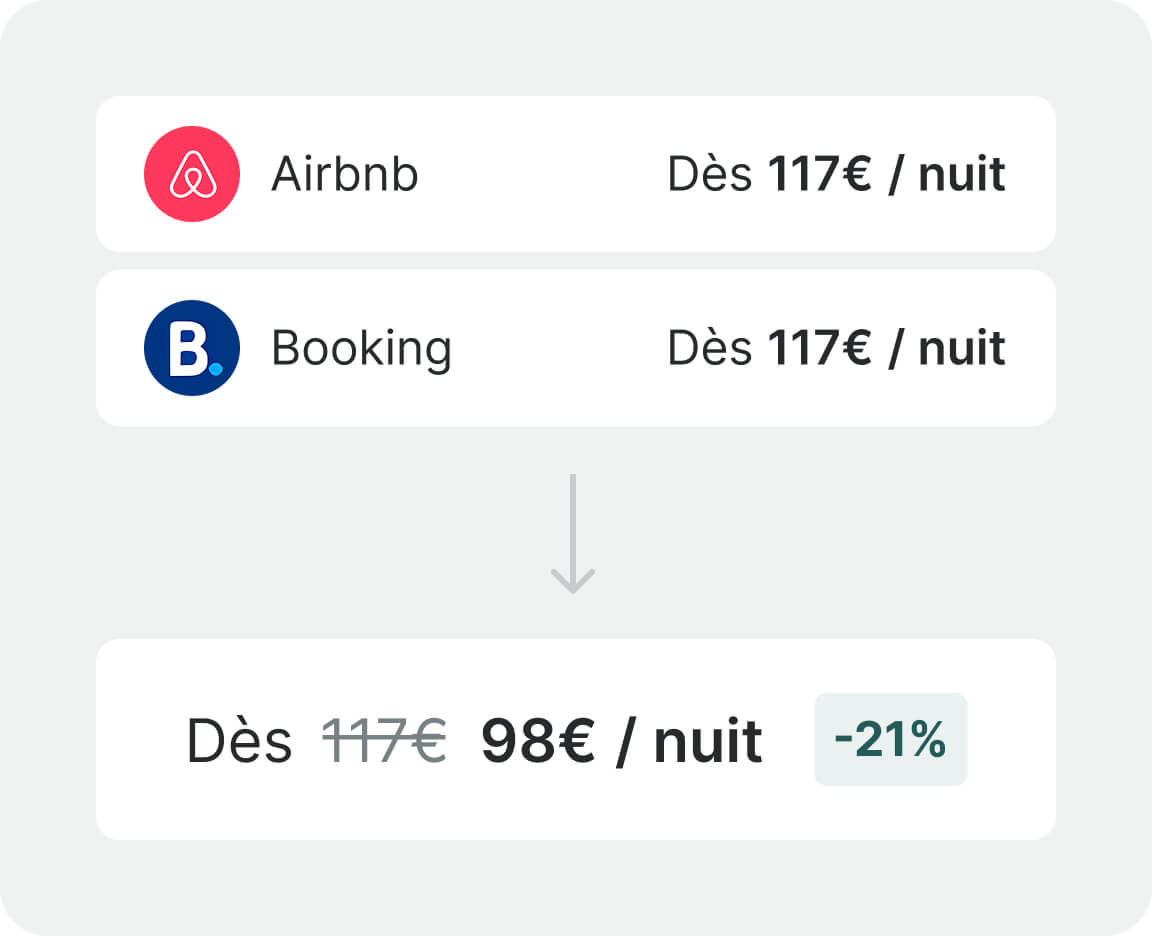 Airbnb Dès 117€ / nuit
B. Booking Dès 117€ / nuit
Dès 117€ 98€ / nuit -21%